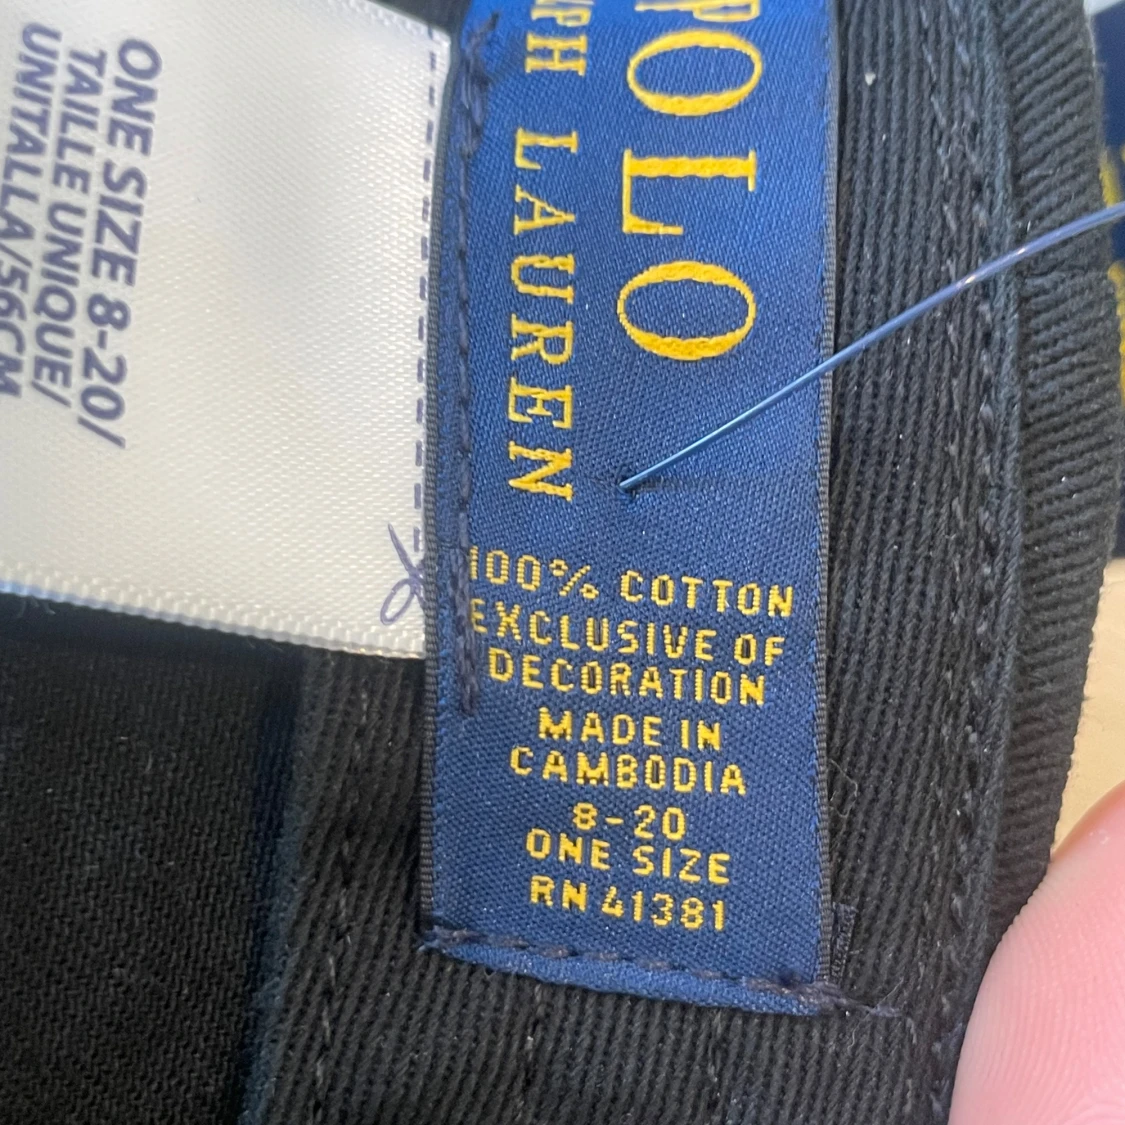 POLO
LAUREN
100% COTTON
EXCLUSIVE OF
DECORATION
MADE IN
CAMBODIA
8-20
ONE SIZE
RN 41381
ONE SIZE 8-20/
TAILLE UNIQUE/
UNITALLA/56CM